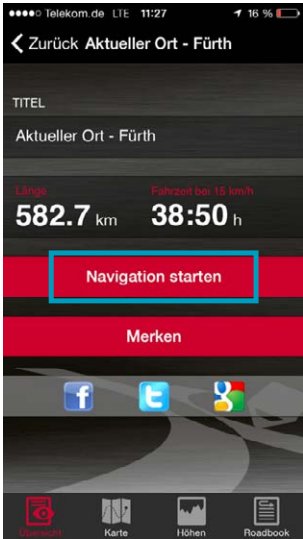 Telekom.de LTE 11:27 16 %
Zurück Aktueller Ort - Fürth
TITEL
Aktueller Ort - Fürth
Länge Fahrzeit bei 15 km/h
582.7 km 38:50 h
Navigation starten
Merken
f t g
Übersicht Karte Höhen Roadbook